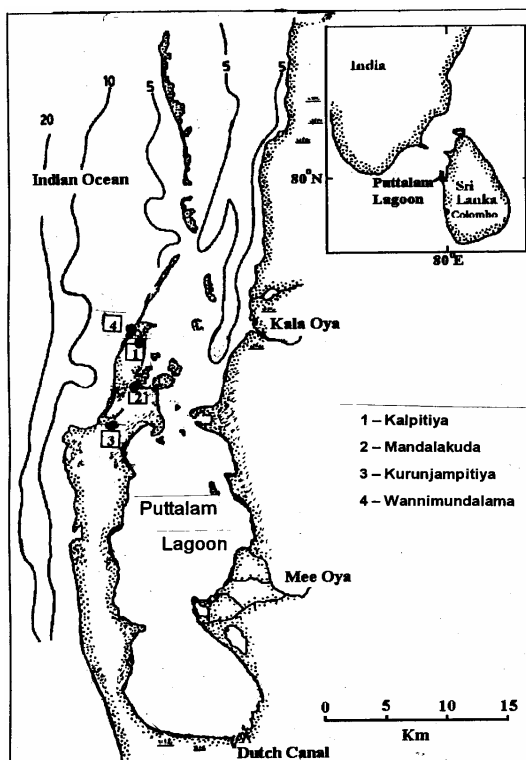 10
5
5
5
20
Indian Ocean
India
80°N
Puttalam
Lagoon
Sri
Lanka
Colombo
80°E
4
1
Kala Oya
21
3
1 – Kalpitiya
2 – Mandalakuda
3 – Kurunjampitiya
4 – Wannimundalama
Puttalam
Lagoon
Mee Oya
0 5 10 15
Km
Dutch Canal